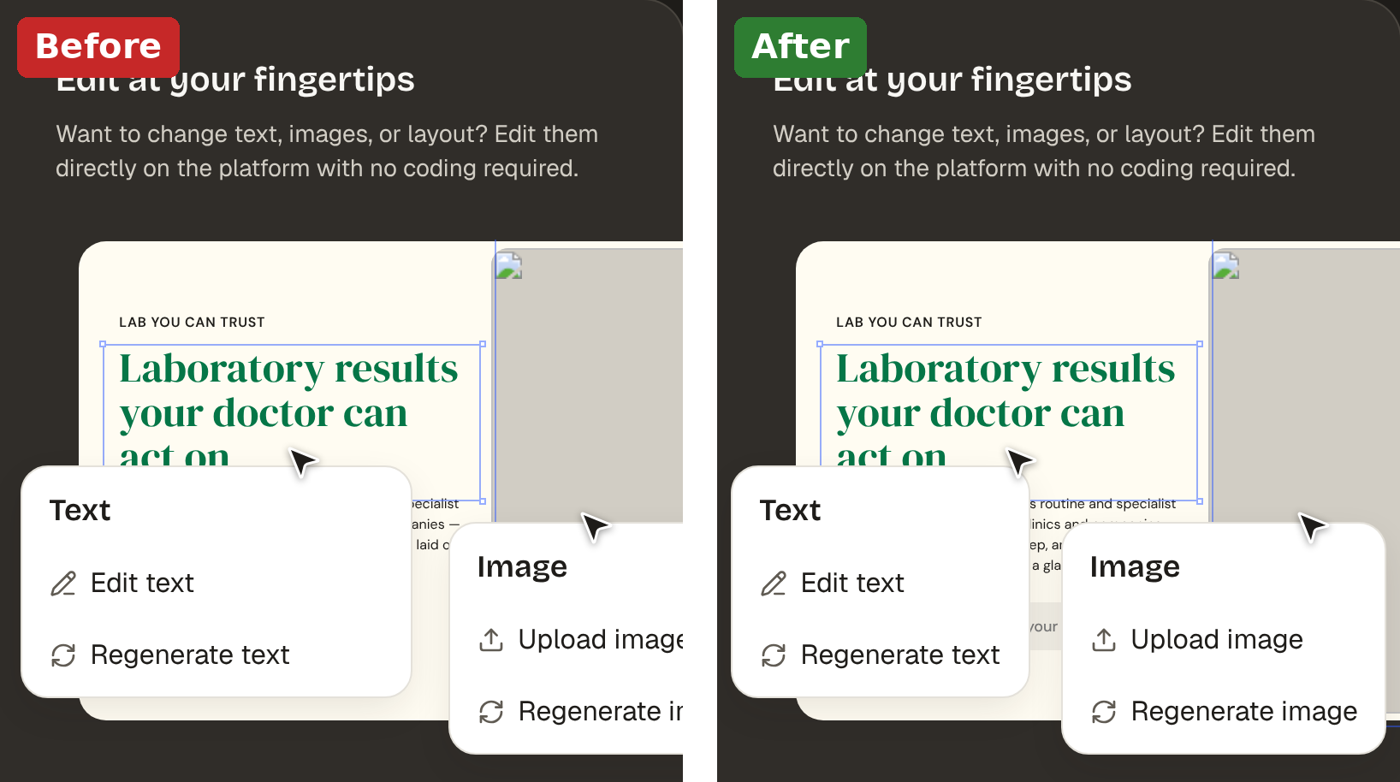 Before
Edit at your fingertips
Want to change text, images, or layout? Edit them
directly on the platform with no coding required.
LAB YOU CAN TRUST
Laboratory results
your doctor can
act on
specialist
laid
Text
Edit text
Regenerate text
Image
Upload image
Regenerate
After
Edit at your fingertips
Want to change text, images, or layout? Edit them
directly on the platform with no coding required.
LAB YOU CAN TRUST
Laboratory results
your doctor can
act on
routine and specialist
a
your
Text
Edit text
Regenerate text
Image
Upload image
Regenerate image